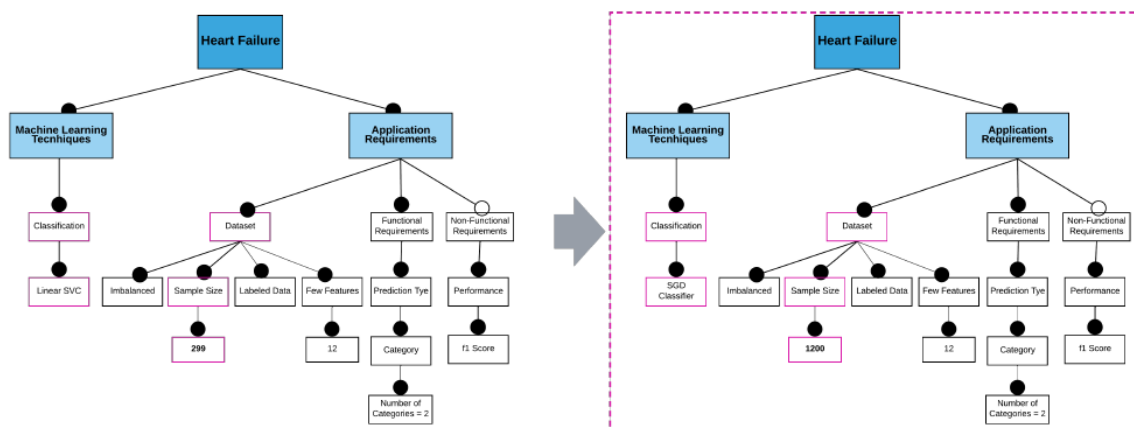 Heart Failure
Machine Learning
Tecnhiques
Application
Requirements
Classification
Dataset
Functional
Requirements
Non-Functional
Requirements
Linear SVC
Imbalanced
Sample Size
Labeled Data
Few Features
Prediction Tye
Performance
299
12
Category
f1 Score
Number of
Categories = 2
Heart Failure
Machine Learning
Tecnhiques
Application
Requirements
Classification
Dataset
Functional
Requirements
Non-Functional
Requirements
SGD
Classifier
Imbalanced
Sample Size
Labeled Data
Few Features
Prediction Tye
Performance
1200
12
Category
f1 Score
Number of
Categories = 2